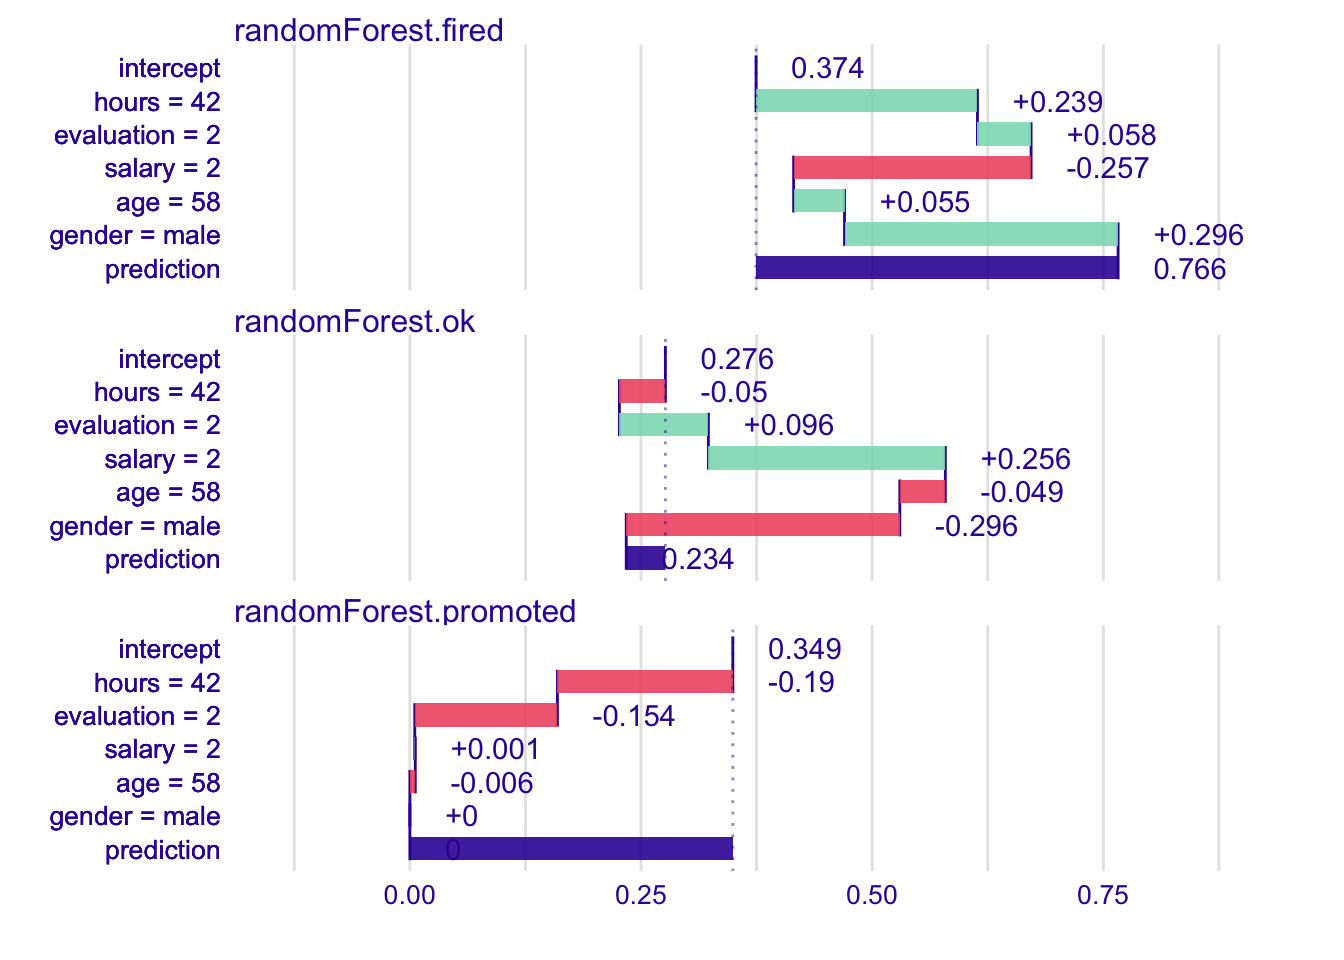 randomForest.fired
intercept 0.374
hours = 42 +0.239
evaluation = 2 +0.058
salary = 2 -0.257
age = 58 +0.055
gender = male +0.296
prediction 0.766
randomForest.ok
intercept 0.276
hours = 42 -0.05
evaluation = 2 +0.096
salary = 2 +0.256
age = 58 -0.049
gender = male -0.296
prediction 0.234
randomForest.promoted
intercept 0.349
hours = 42 -0.19
evaluation = 2 -0.154
salary = 2 +0.001
age = 58 -0.006
gender = male +0
prediction 0
0.00 0.25 0.50 0.75